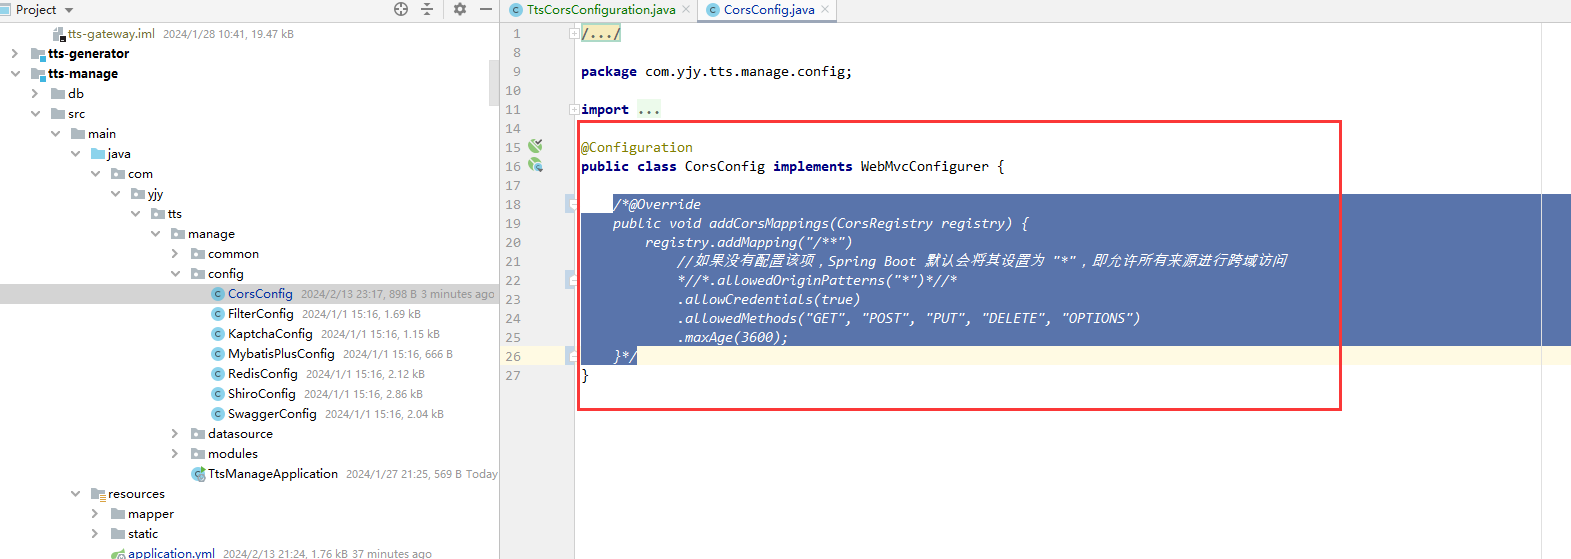 Project
tts-gateway.iml 2024/1/28 10:41, 19.47 kB
tts-generator
tts-manage
db
src
main
java
com
yjy
tts
manage
common
config
CorsConfig 2024/2/13 23:17, 898 B 3 minutes ago
FilterConfig 2024/1/1 15:16, 1.69 kB
KaptchaConfig 2024/1/1 15:16, 1.15 kB
MybatisPlusConfig 2024/1/1 15:16, 666 B
RedisConfig 2024/1/1 15:16, 2.12 kB
ShiroConfig 2024/1/1 15:16, 2.86 kB
SwaggerConfig 2024/1/1 15:16, 2.04 kB
datasource
modules
TtsManageApplication 2024/1/27 21:25, 569 B Today
resources
mapper
static
application.yml 2024/2/13 21:24, 1.76 kB 37 minutes ago
TtsCorsConfiguration.java
CorsConfig.java
1 /.../
8
9 package com.yjy.tts.manage.config;
10
11 import ...
14
15 @Configuration
16 public class CorsConfig implements WebMvcConfigurer {
17
18 /*@Override
19 public void addCorsMappings(CorsRegistry registry) {
20 registry.addMapping("/**")
21 //如果没有配置该项，Spring Boot 默认会将其设置为 "*"，即允许所有来源进行跨域访问
22 *//*.allowedOriginPatterns("*")*//*
23 .allowCredentials(true)
24 .allowedMethods("GET", "POST", "PUT", "DELETE", "OPTIONS")
25 .maxAge(3600);
26 }*/
27 }